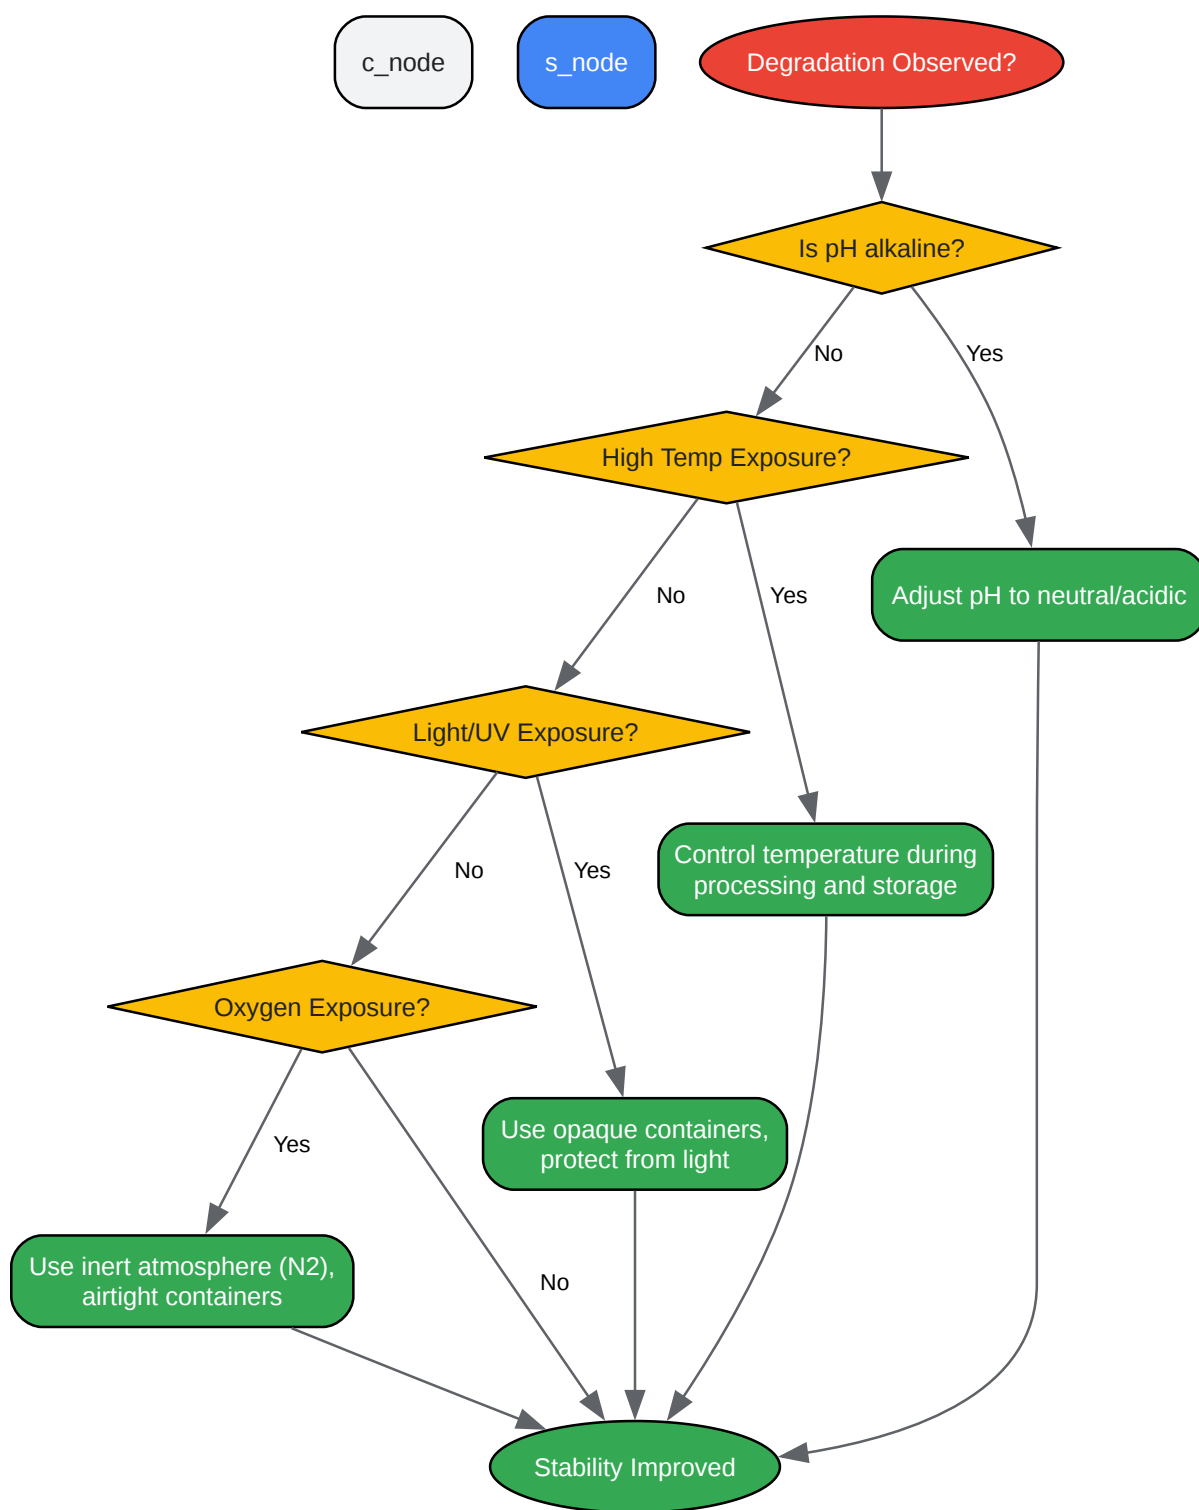 c_node
s_node
Degradation Observed?
Is pH alkaline?
No
Yes
High Temp Exposure?
No
Yes
Adjust pH to neutral/acidic
Light/UV Exposure?
No
Yes
Control temperature during
processing and storage
Oxygen Exposure?
Yes
Use opaque containers,
protect from light
Use inert atmosphere (N2),
airtight containers
No
Stability Improved